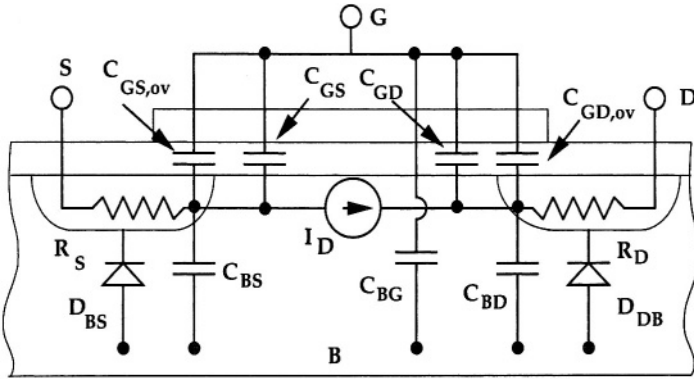 G
S
C GS,ov
C GS
C GD
C GD,ov
D
R S
I D
R D
D BS
C BS
C BG
C BD
D DB
B